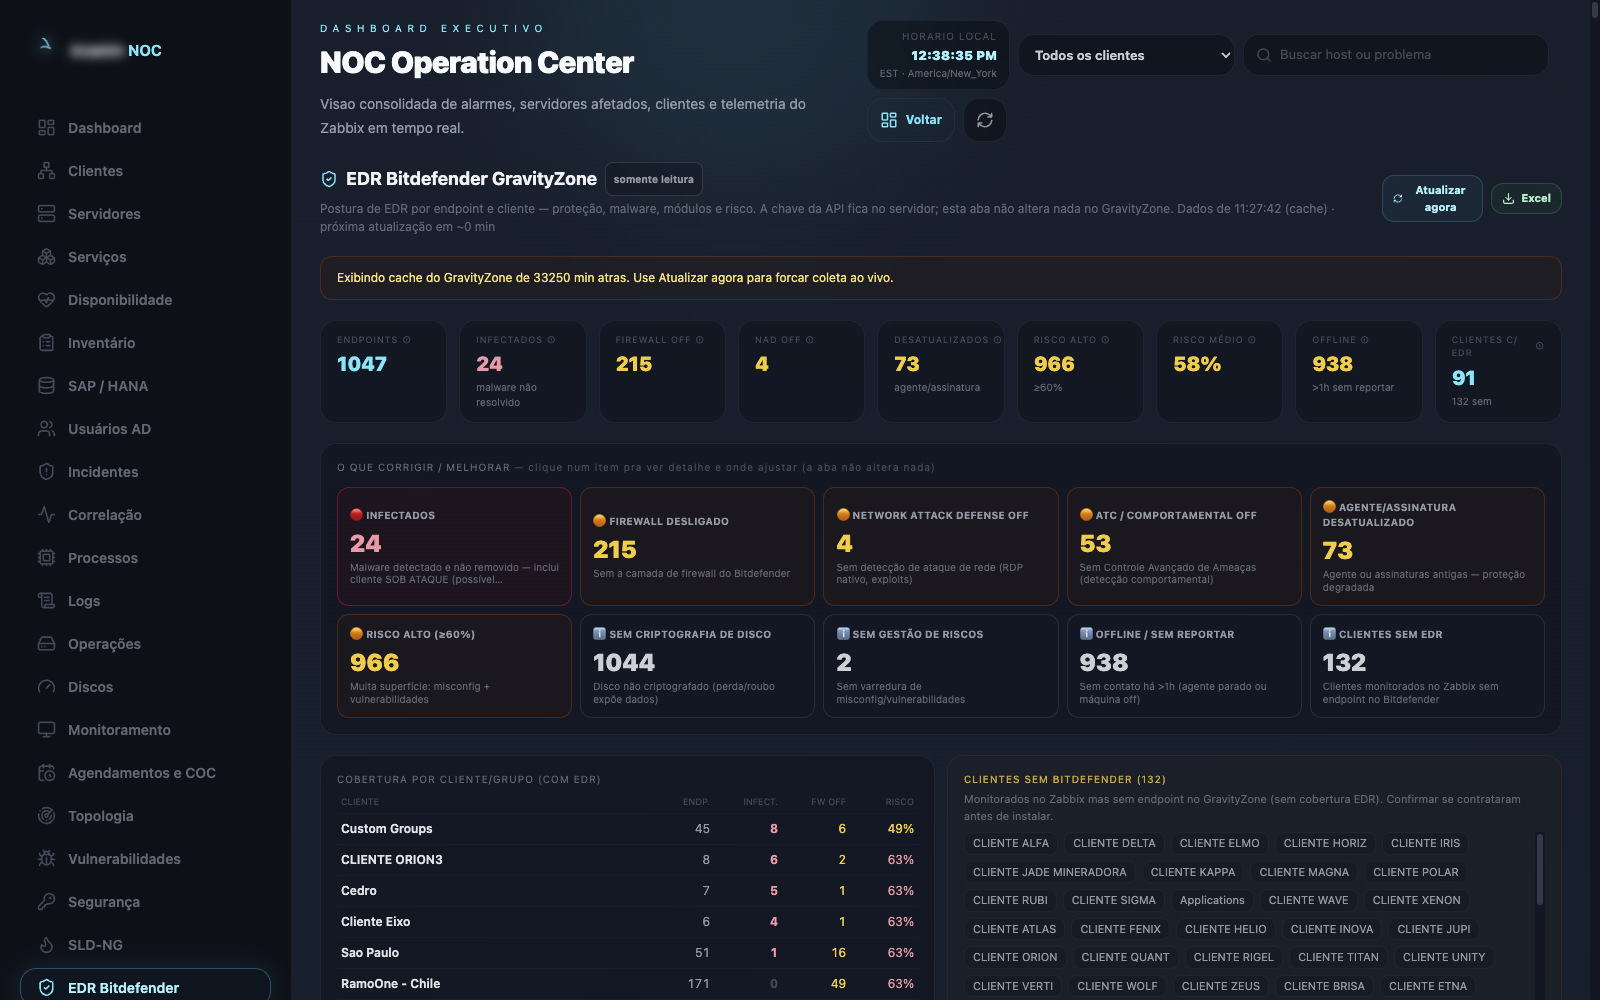 NOC
Dashboard
Clientes
Servidores
Serviços
Disponibilidade
Inventário
SAP / HANA
Usuários AD
Incidentes
Correlação
Processos
Logs
Operações
Discos
Monitoramento
Agendamentos e COC
Topologia
Vulnerabilidades
Segurança
SLD-NG
EDR Bitdefender
DASHBOARD EXECUTIVO
NOC Operation Center
Visao consolidada de alarmes, servidores afetados, clientes e telemetria do
Zabbix em tempo real.
HORARIO LOCAL
12:38:35 PM
EST · America/New_York
Todos os clientes
Buscar host ou problema
Voltar
EDR Bitdefender GravityZone
somente leitura
Postura de EDR por endpoint e cliente — proteção, malware, módulos e risco. A chave da API fica no servidor; esta aba não altera nada no GravityZone. Dados de 11:27:42 (cache) ·
próxima atualização em ~0 min
Atualizar
agora
Excel
Exibindo cache do GravityZone de 33250 min atras. Use Atualizar agora para forcar coleta ao vivo.
ENDPOINTS
1047
INFECTADOS
24
malware não
resolvido
FIREWALL OFF
215
NAD OFF
4
DESATUALIZADOS
73
agente/assinatura
RISCO ALTO
966
≥60%
RISCO MÉDIO
58%
OFFLINE
938
>1h sem reportar
CLIENTES C/
EDR
91
132 sem
O QUE CORRIGIR / MELHORAR — clique num item pra ver detalhe e onde ajustar (a aba não altera nada)
INFECTADOS
24
Malware detectado e não removido — inclui
cliente SOB ATAQUE (possível...
FIREWALL DESLIGADO
215
Sem a camada de firewall do Bitdefender
NETWORK ATTACK DEFENSE OFF
4
Sem detecção de ataque de rede (RDP
nativo, exploits)
ATC / COMPORTAMENTAL OFF
53
Sem Controle Avançado de Ameaças
(detecção comportamental)
AGENTE/ASSINATURA
DESATUALIZADO
73
Agente ou assinaturas antigas — proteção
degradada
RISCO ALTO (≥60%)
966
Muita superfície: misconfig +
vulnerabilidades
SEM CRIPTOGRAFIA DE DISCO
1044
Disco não criptografado (perda/roubo
expõe dados)
SEM GESTÃO DE RISCOS
2
Sem varredura de
misconfig/vulnerabilidades
OFFLINE / SEM REPORTAR
938
Sem contato há >1h (agente parado ou
máquina off)
CLIENTES SEM EDR
132
Clientes monitorados no Zabbix sem
endpoint no Bitdefender
COBERTURA POR CLIENTE/GRUPO (COM EDR)
CLIENTE ENDP. INFECT. FW OFF RISCO
Custom Groups 45 8 6 49%
CLIENTE ORION3 8 6 2 63%
Cedro 7 5 1 63%
Cliente Eixo 6 4 1 63%
Sao Paulo 51 1 16 63%
RamoOne - Chile 171 0 49 63%
CLIENTES SEM BITDEFENDER (132)
Monitorados no Zabbix mas sem endpoint no GravityZone (sem cobertura EDR). Confirmar se contrataram
antes de instalar.
CLIENTE ALFA CLIENTE DELTA CLIENTE ELMO CLIENTE HORIZ CLIENTE IRIS
CLIENTE JADE MINERADORA CLIENTE KAPPA CLIENTE MAGNA CLIENTE POLAR
CLIENTE RUBI CLIENTE SIGMA Applications CLIENTE WAVE CLIENTE XENON
CLIENTE ATLAS CLIENTE FENIX CLIENTE HELIO CLIENTE INOVA CLIENTE JUPI
CLIENTE ORION CLIENTE QUANT CLIENTE RIGEL CLIENTE TITAN CLIENTE UNITY
CLIENTE VERTI CLIENTE WOLF CLIENTE ZEUS CLIENTE BRISA CLIENTE ETNA